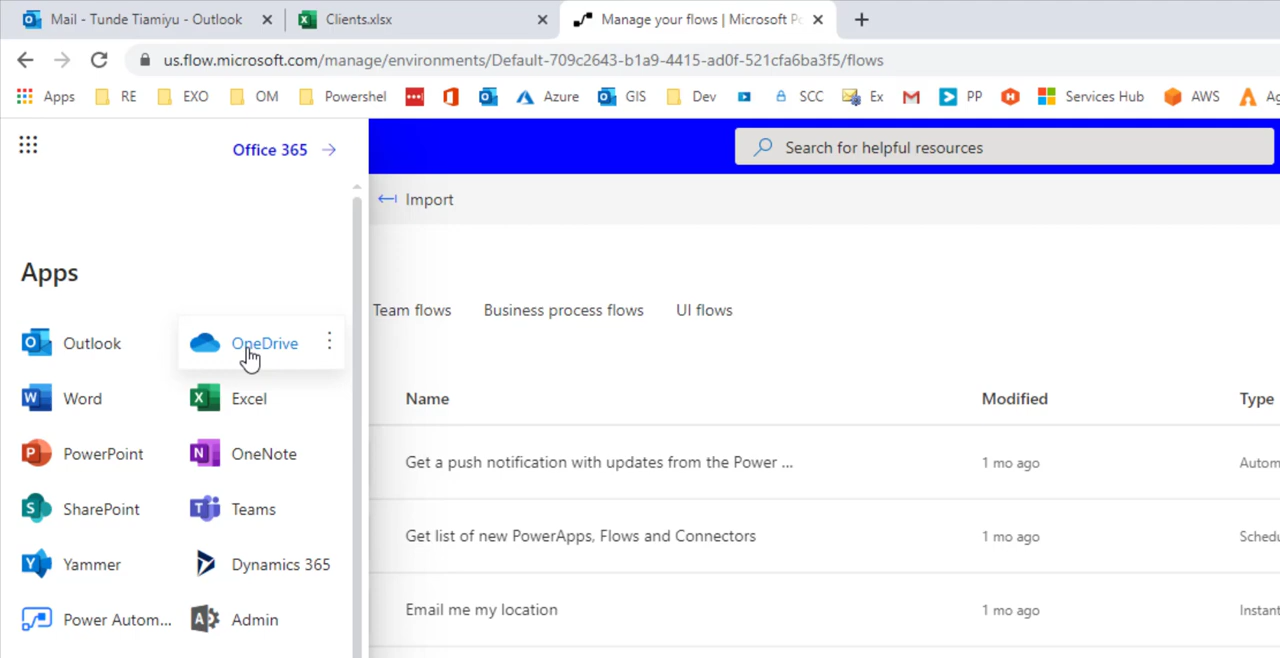 Mail - Tunde Tiamiyu - Outlook
Clients.xlsx
Manage your flows | Microsoft Po
us.flow.microsoft.com/manage/environments/Default-709c2643-b1a9-4415-ad0f-521cfa6ba3f5/flows
Apps RE EXO OM Powershel Azure GIS Dev SCC Ex PP Services Hub AWS Ag
Office 365
Search for helpful resources
Import
Apps
Team flows Business process flows UI flows
Outlook OneDrive
Word Excel
Name Modified Type
PowerPoint OneNote
Get a push notification with updates from the Power ... 1 mo ago Autom
SharePoint Teams
Get list of new PowerApps, Flows and Connectors 1 mo ago Schedu
Yammer Dynamics 365
Email me my location 1 mo ago Instant
Power Autom... Admin